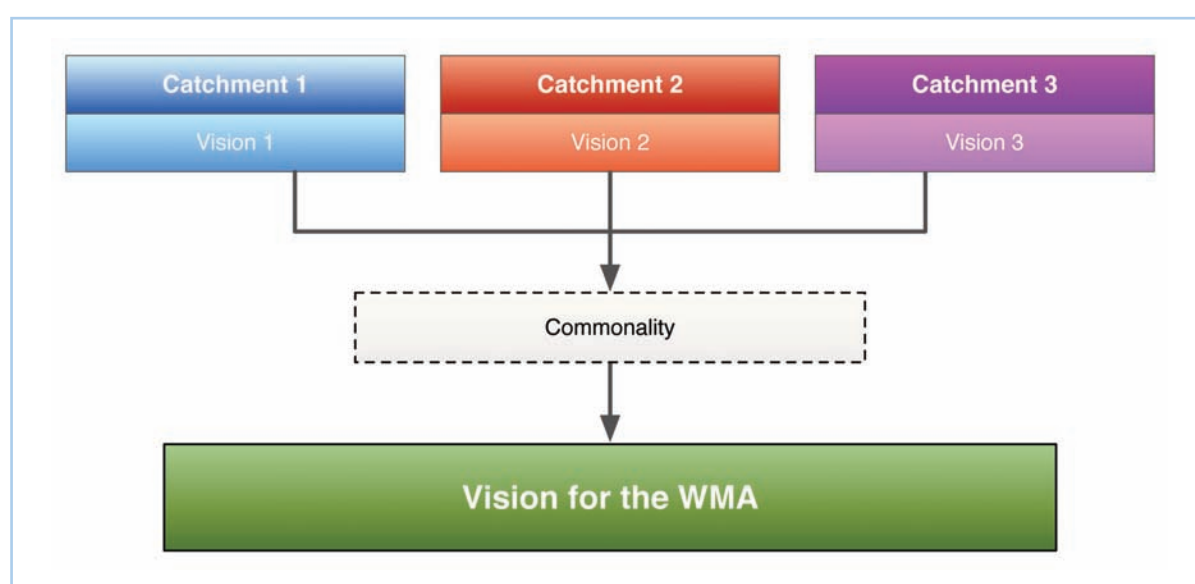 Catchment 1
Vision 1
Catchment 2
Vision 2
Catchment 3
Vision 3
Commonality
Vision for the WMA